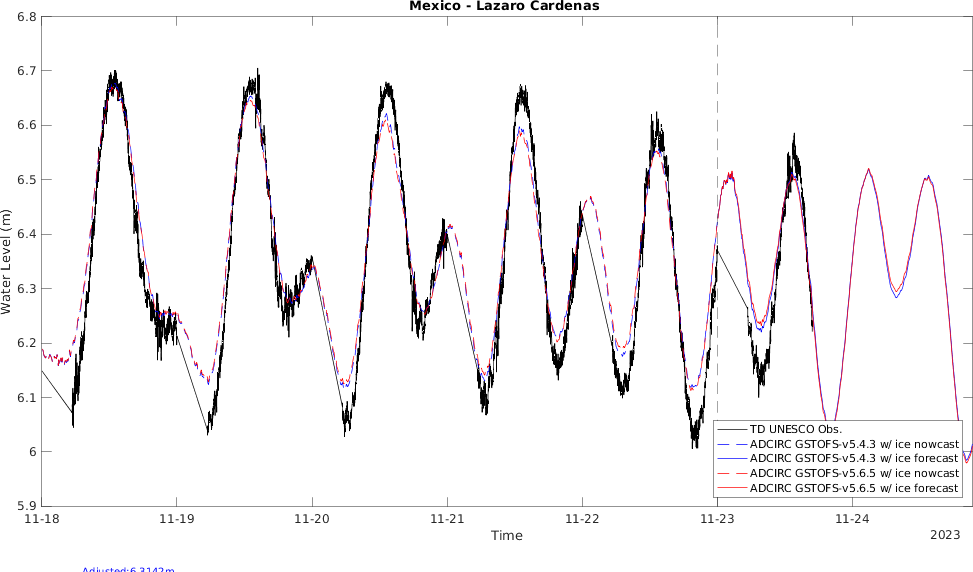 Mexico - Lazaro Cardenas
6.8
6.7
6.6
6.5
6.4
6.3
6.2
6.1
6
5.9
Water Level (m)
11-18
11-19
11-20
11-21
11-22
11-23
11-24
Time
2023
TD UNESCO Obs.
ADCIRC GSTOFS-v5.4.3 w/ ice nowcast
ADCIRC GSTOFS-v5.4.3 w/ ice forecast
ADCIRC GSTOFS-v5.6.5 w/ ice nowcast
ADCIRC GSTOFS-v5.6.5 w/ ice forecast
Adjusted:6.3142m